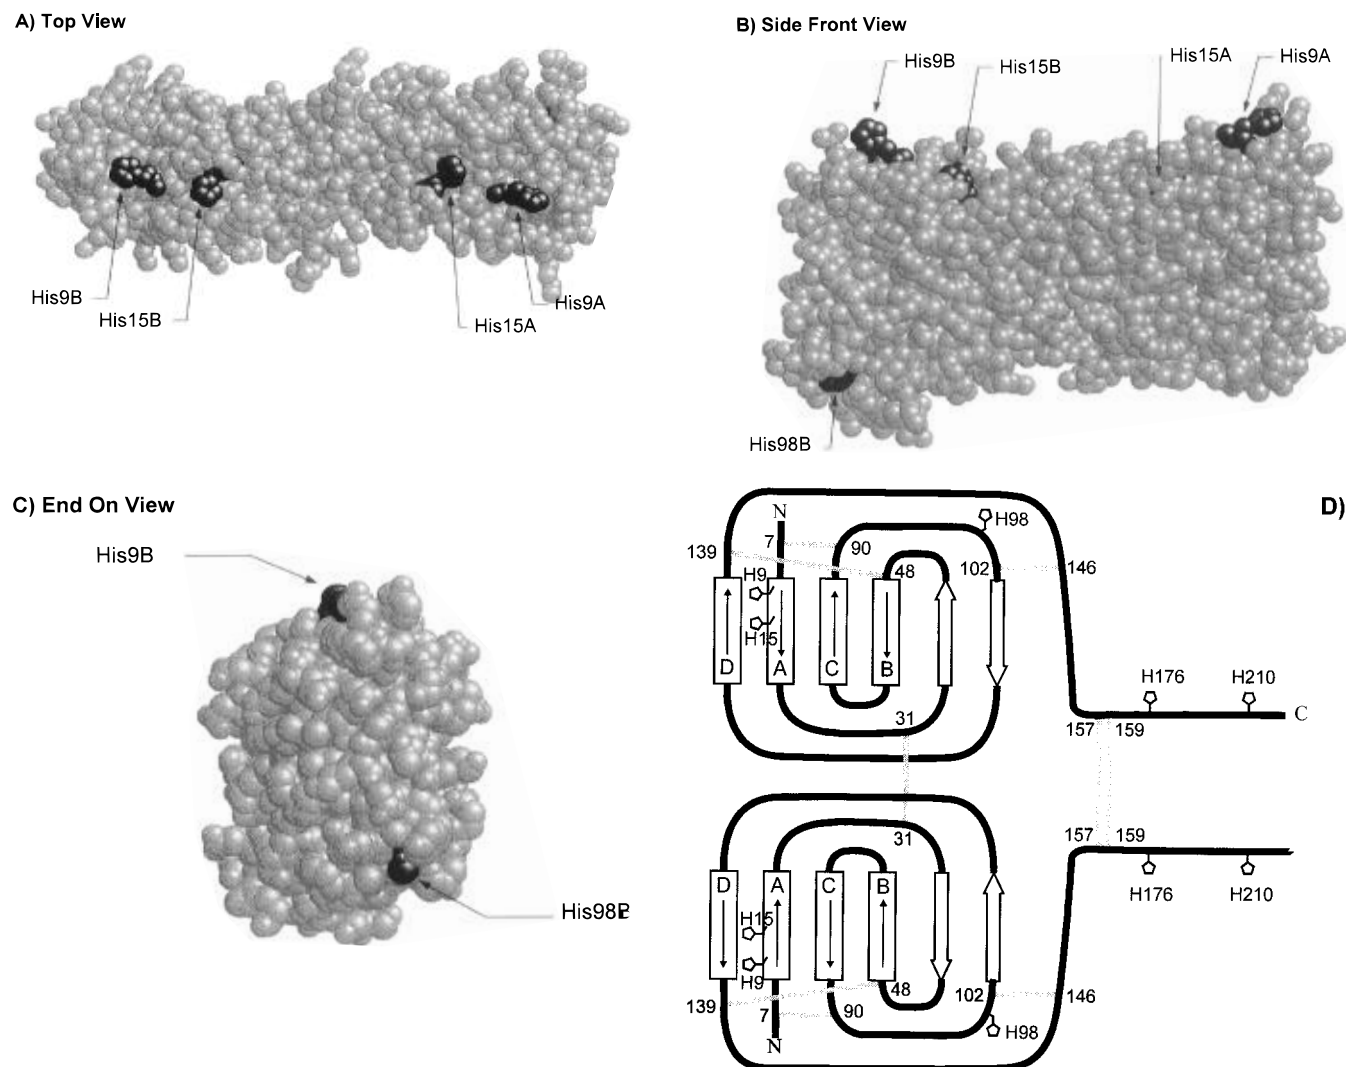 A) Top View
His9B
His15B
His15A
His9A
B) Side Front View
His9B
His15B
His15A
His9A
His98B
C) End On View
His9B
His98B
D)
N
H98
139
7
90
48
102
146
H9
H15
D
A
C
B
31
H176
H210
C
157
159
31
157
159
H176
H210
D
A
C
B
H15
H9
48
102
146
139
7
90
H98
N